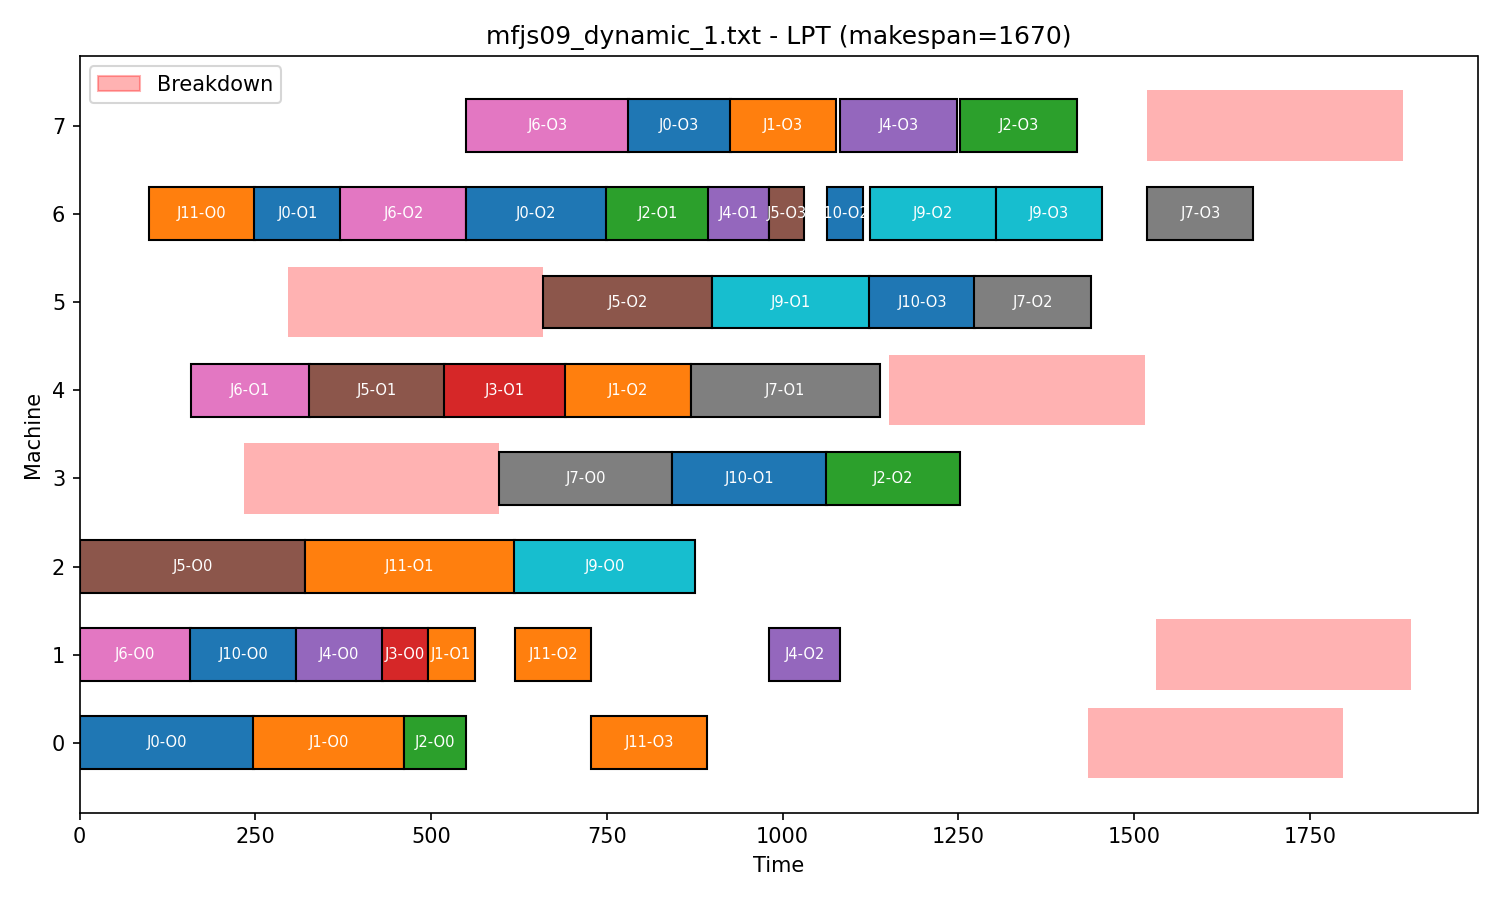 mfjs09_dynamic_1.txt - LPT (makespan=1670)
Breakdown
7 J6-O3 J0-O3 J1-O3 J4-O3 J2-O3
6 J11-O0 J0-O1 J6-O2 J0-O2 J2-O1 J4-O1 J5-O3 10-O2 J9-O2 J9-O3 J7-O3
5 J5-O2 J9-O1 J10-O3 J7-O2
4 J6-O1 J5-O1 J3-O1 J1-O2 J7-O1
3 J7-O0 J10-O1 J2-O2
2 J5-O0 J11-O1 J9-O0
1 J6-O0 J10-O0 J4-O0 J3-O0 J1-O1 J11-O2 J4-O2
0 J0-O0 J1-O0 J2-O0 J11-O3
Machine
0 250 500 750 1000 1250 1500 1750
Time